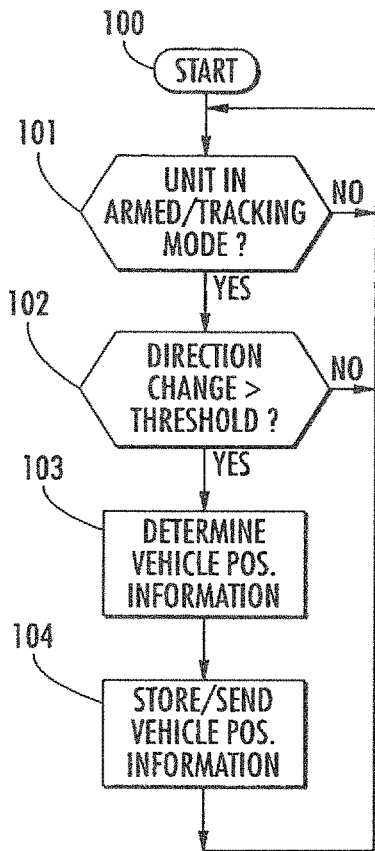 100
START
101
UNIT IN
ARMED/TRACKING
MODE ?
NO
YES
102
DIRECTION
CHANGE >
THRESHOLD ?
NO
YES
103
DETERMINE
VEHICLE POS.
INFORMATION
104
STORE/SEND
VEHICLE POS.
INFORMATION